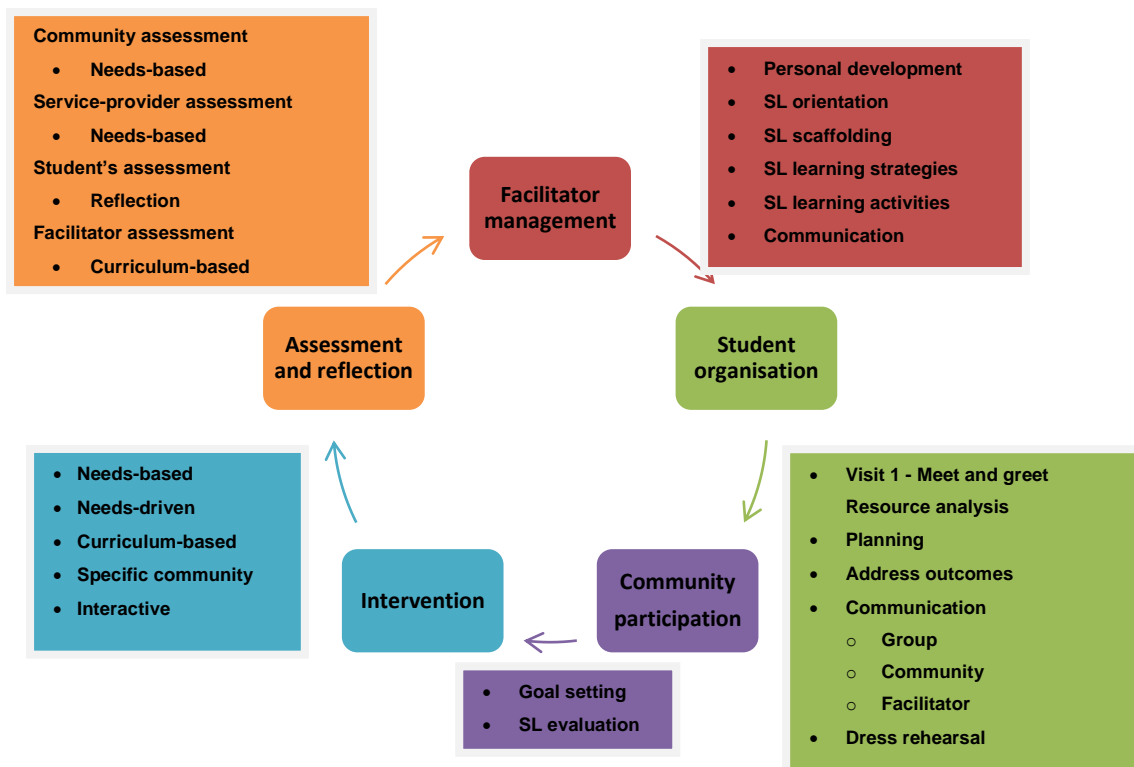 Community assessment
• Needs-based
Service-provider assessment
• Needs-based
Student’s assessment
• Reflection
Facilitator assessment
• Curriculum-based
Facilitator
management
• Personal development
• SL orientation
• SL scaffolding
• SL learning strategies
• SL learning activities
• Communication
Assessment
and reflection
Student
organisation
• Needs-based
• Needs-driven
• Curriculum-based
• Specific community
• Interactive
Intervention
Community
participation
• Visit 1 - Meet and greet
Resource analysis
• Planning
• Address outcomes
• Communication
o Group
o Community
o Facilitator
• Dress rehearsal
• Goal setting
• SL evaluation